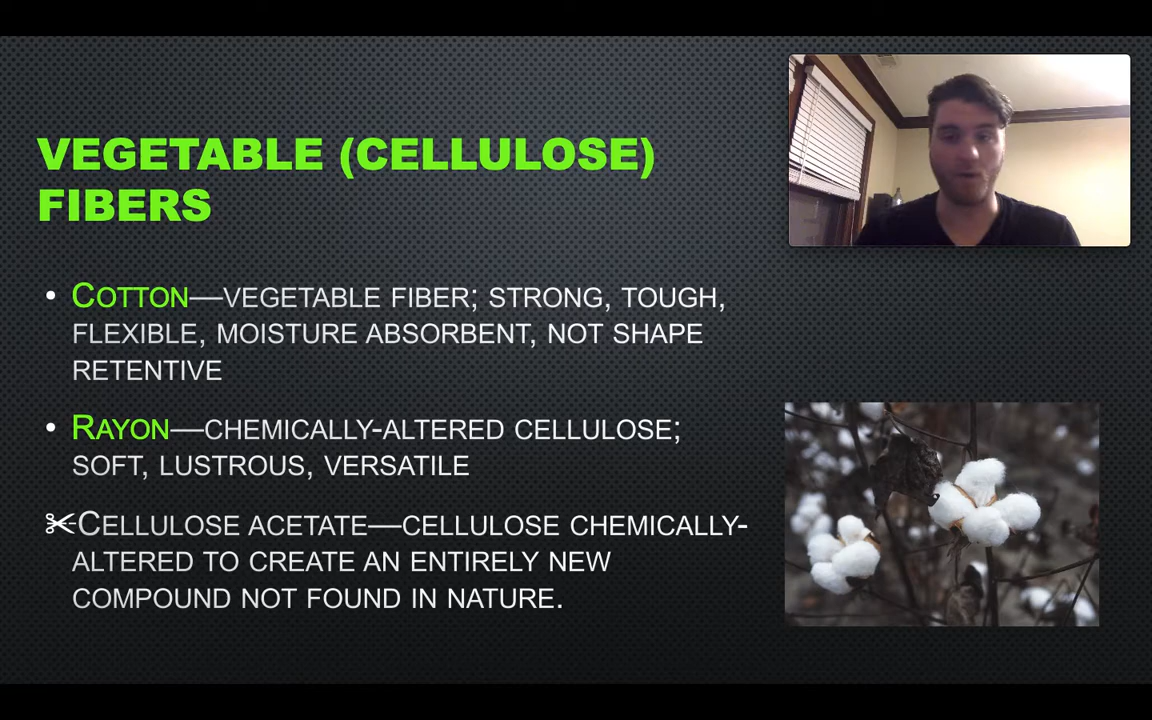 VEGETABLE (CELLULOSE)
FIBERS
• COTTON—VEGETABLE FIBER; STRONG, TOUGH,
FLEXIBLE, MOISTURE ABSORBENT, NOT SHAPE
RETENTIVE
• RAYON—CHEMICALLY-ALTERED CELLULOSE;
SOFT, LUSTROUS, VERSATILE
✂CELLULOSE ACETATE—CELLULOSE CHEMICALLY-
ALTERED TO CREATE AN ENTIRELY NEW
COMPOUND NOT FOUND IN NATURE.